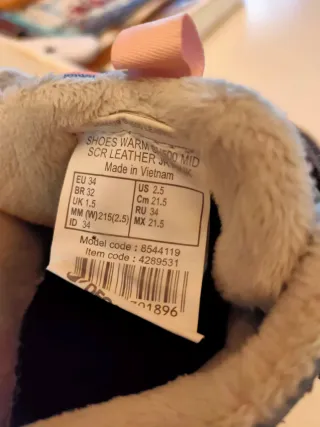 SHOES WARM 500 MID
SCR LEATHER
Made in Vietnam
EU 34 US 2.5
BR 32 Cm 21.5
UK 1.5 RU 34
MM (W)215(2.5) MX 21.5
ID 34
Model code : 8544119
Item code : 4289531